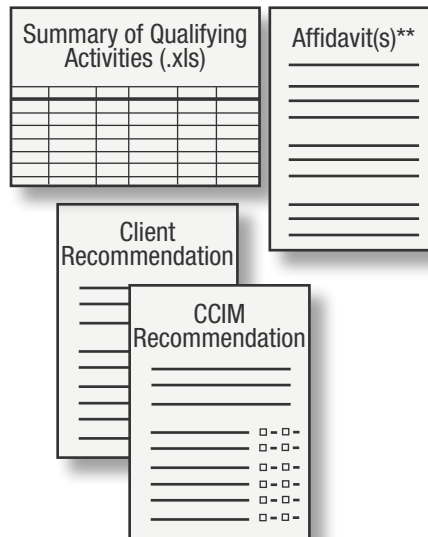 Summary of Qualifying
Activities (.xls)
Affidavit(s)**
Client
Recommendation
CCIM
Recommendation